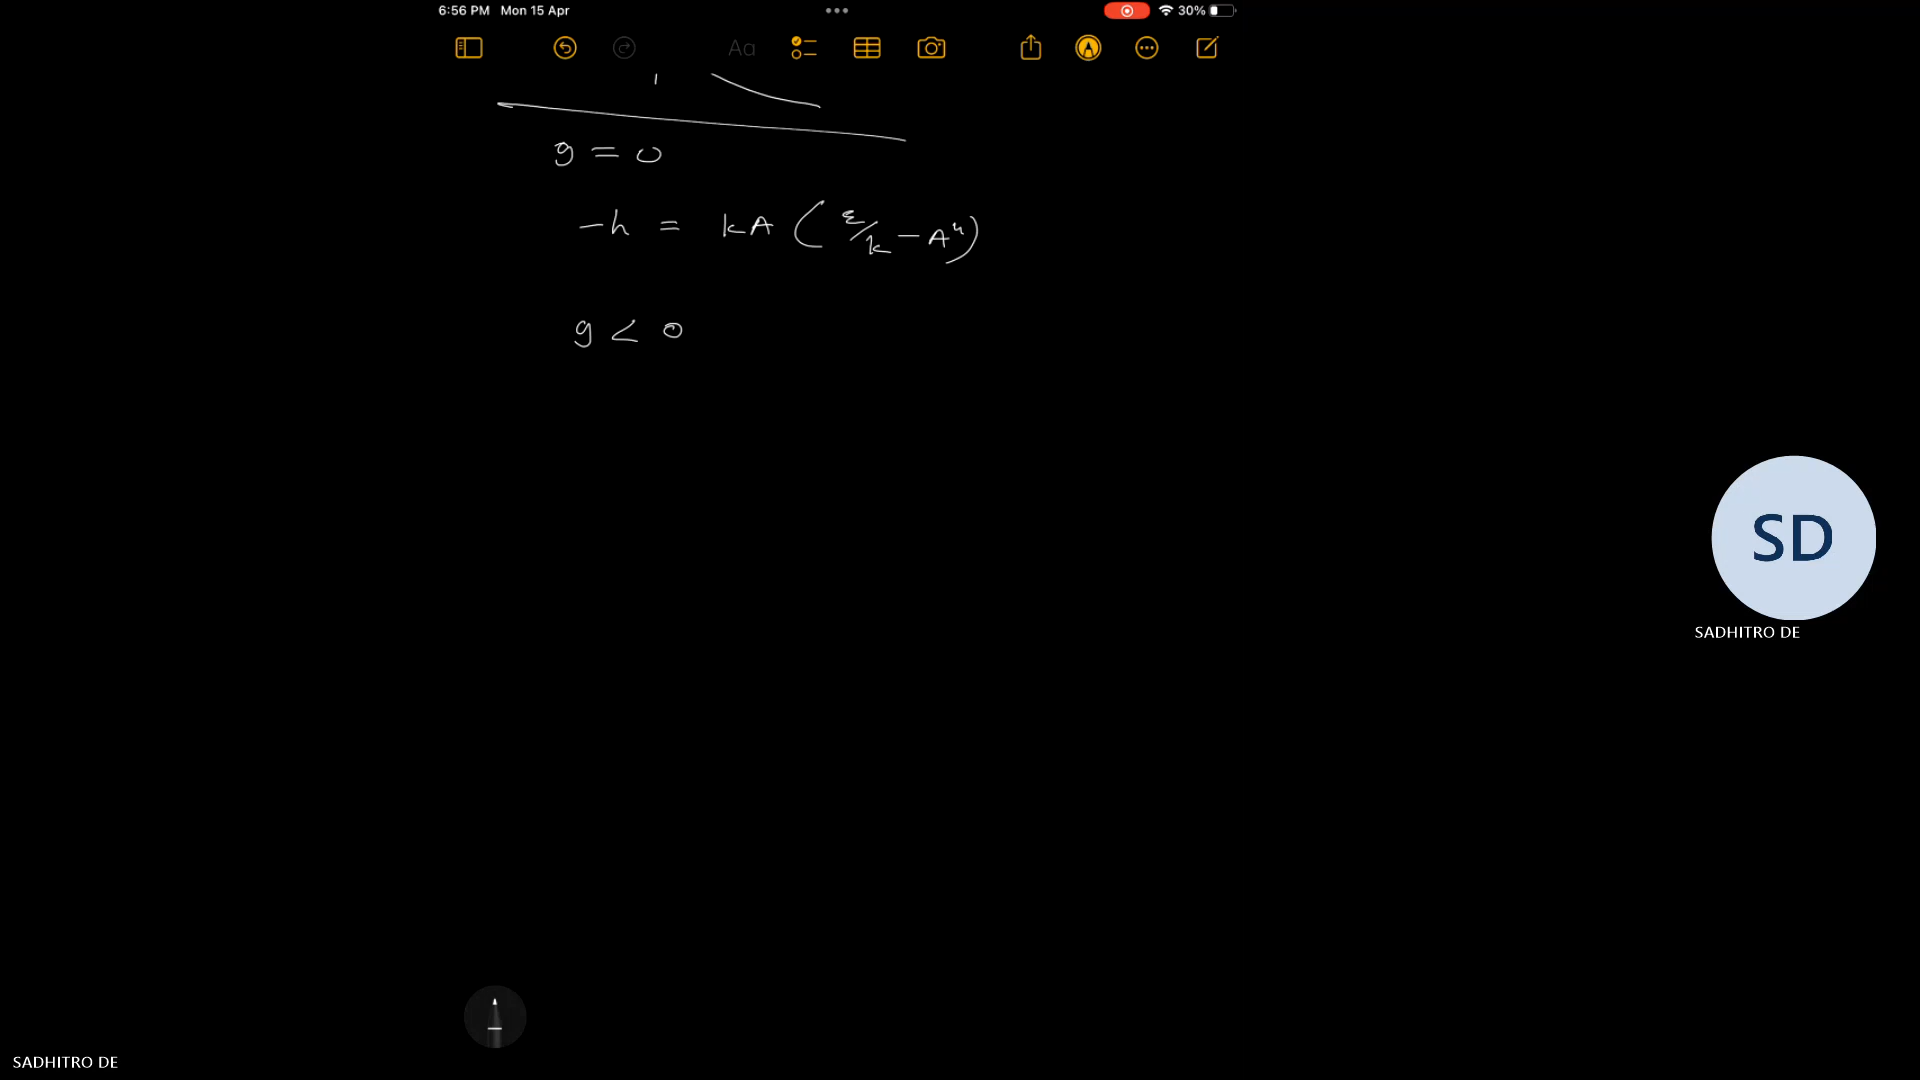 6:56 PM Mon 15 Apr
30%
Aa
g = 0
-h = kA ( ε/k - A⁴)
g < 0
SD
SADHITRO DE
SADHITRO DE